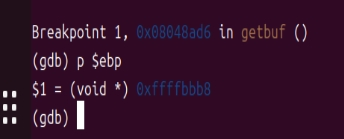 Breakpoint 1, 0x08048ad6 in getbuf ()
(gdb) p $ebp
$1 = (void *) 0xffffbbb8
(gdb)